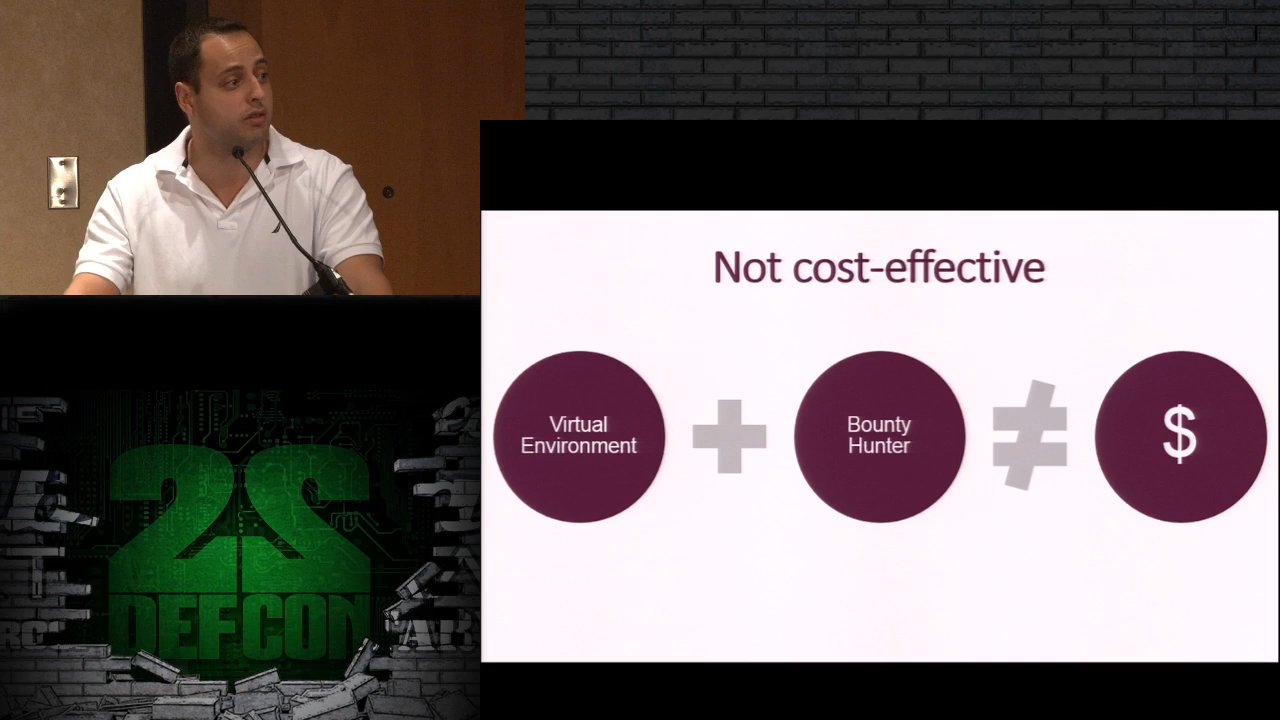 Not cost-effective
Virtual
Environment
Bounty
Hunter
$
22
DEFCON